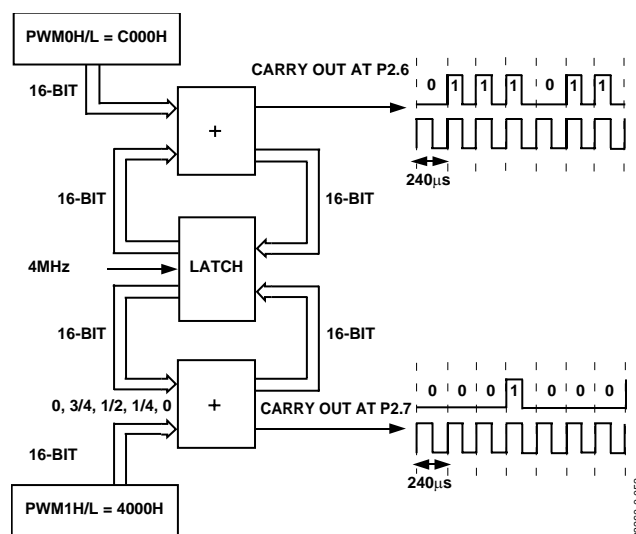 PWM0H/L = C000H
16-BIT
CARRY OUT AT P2.6
0 1 1 1 0 1 1
+
240μs
16-BIT
16-BIT
4MHz
LATCH
16-BIT
16-BIT
0, 3/4, 1/2, 1/4, 0
+
CARRY OUT AT P2.7
0 0 0 1 0 0 0
16-BIT
240μs
PWM1H/L = 4000H